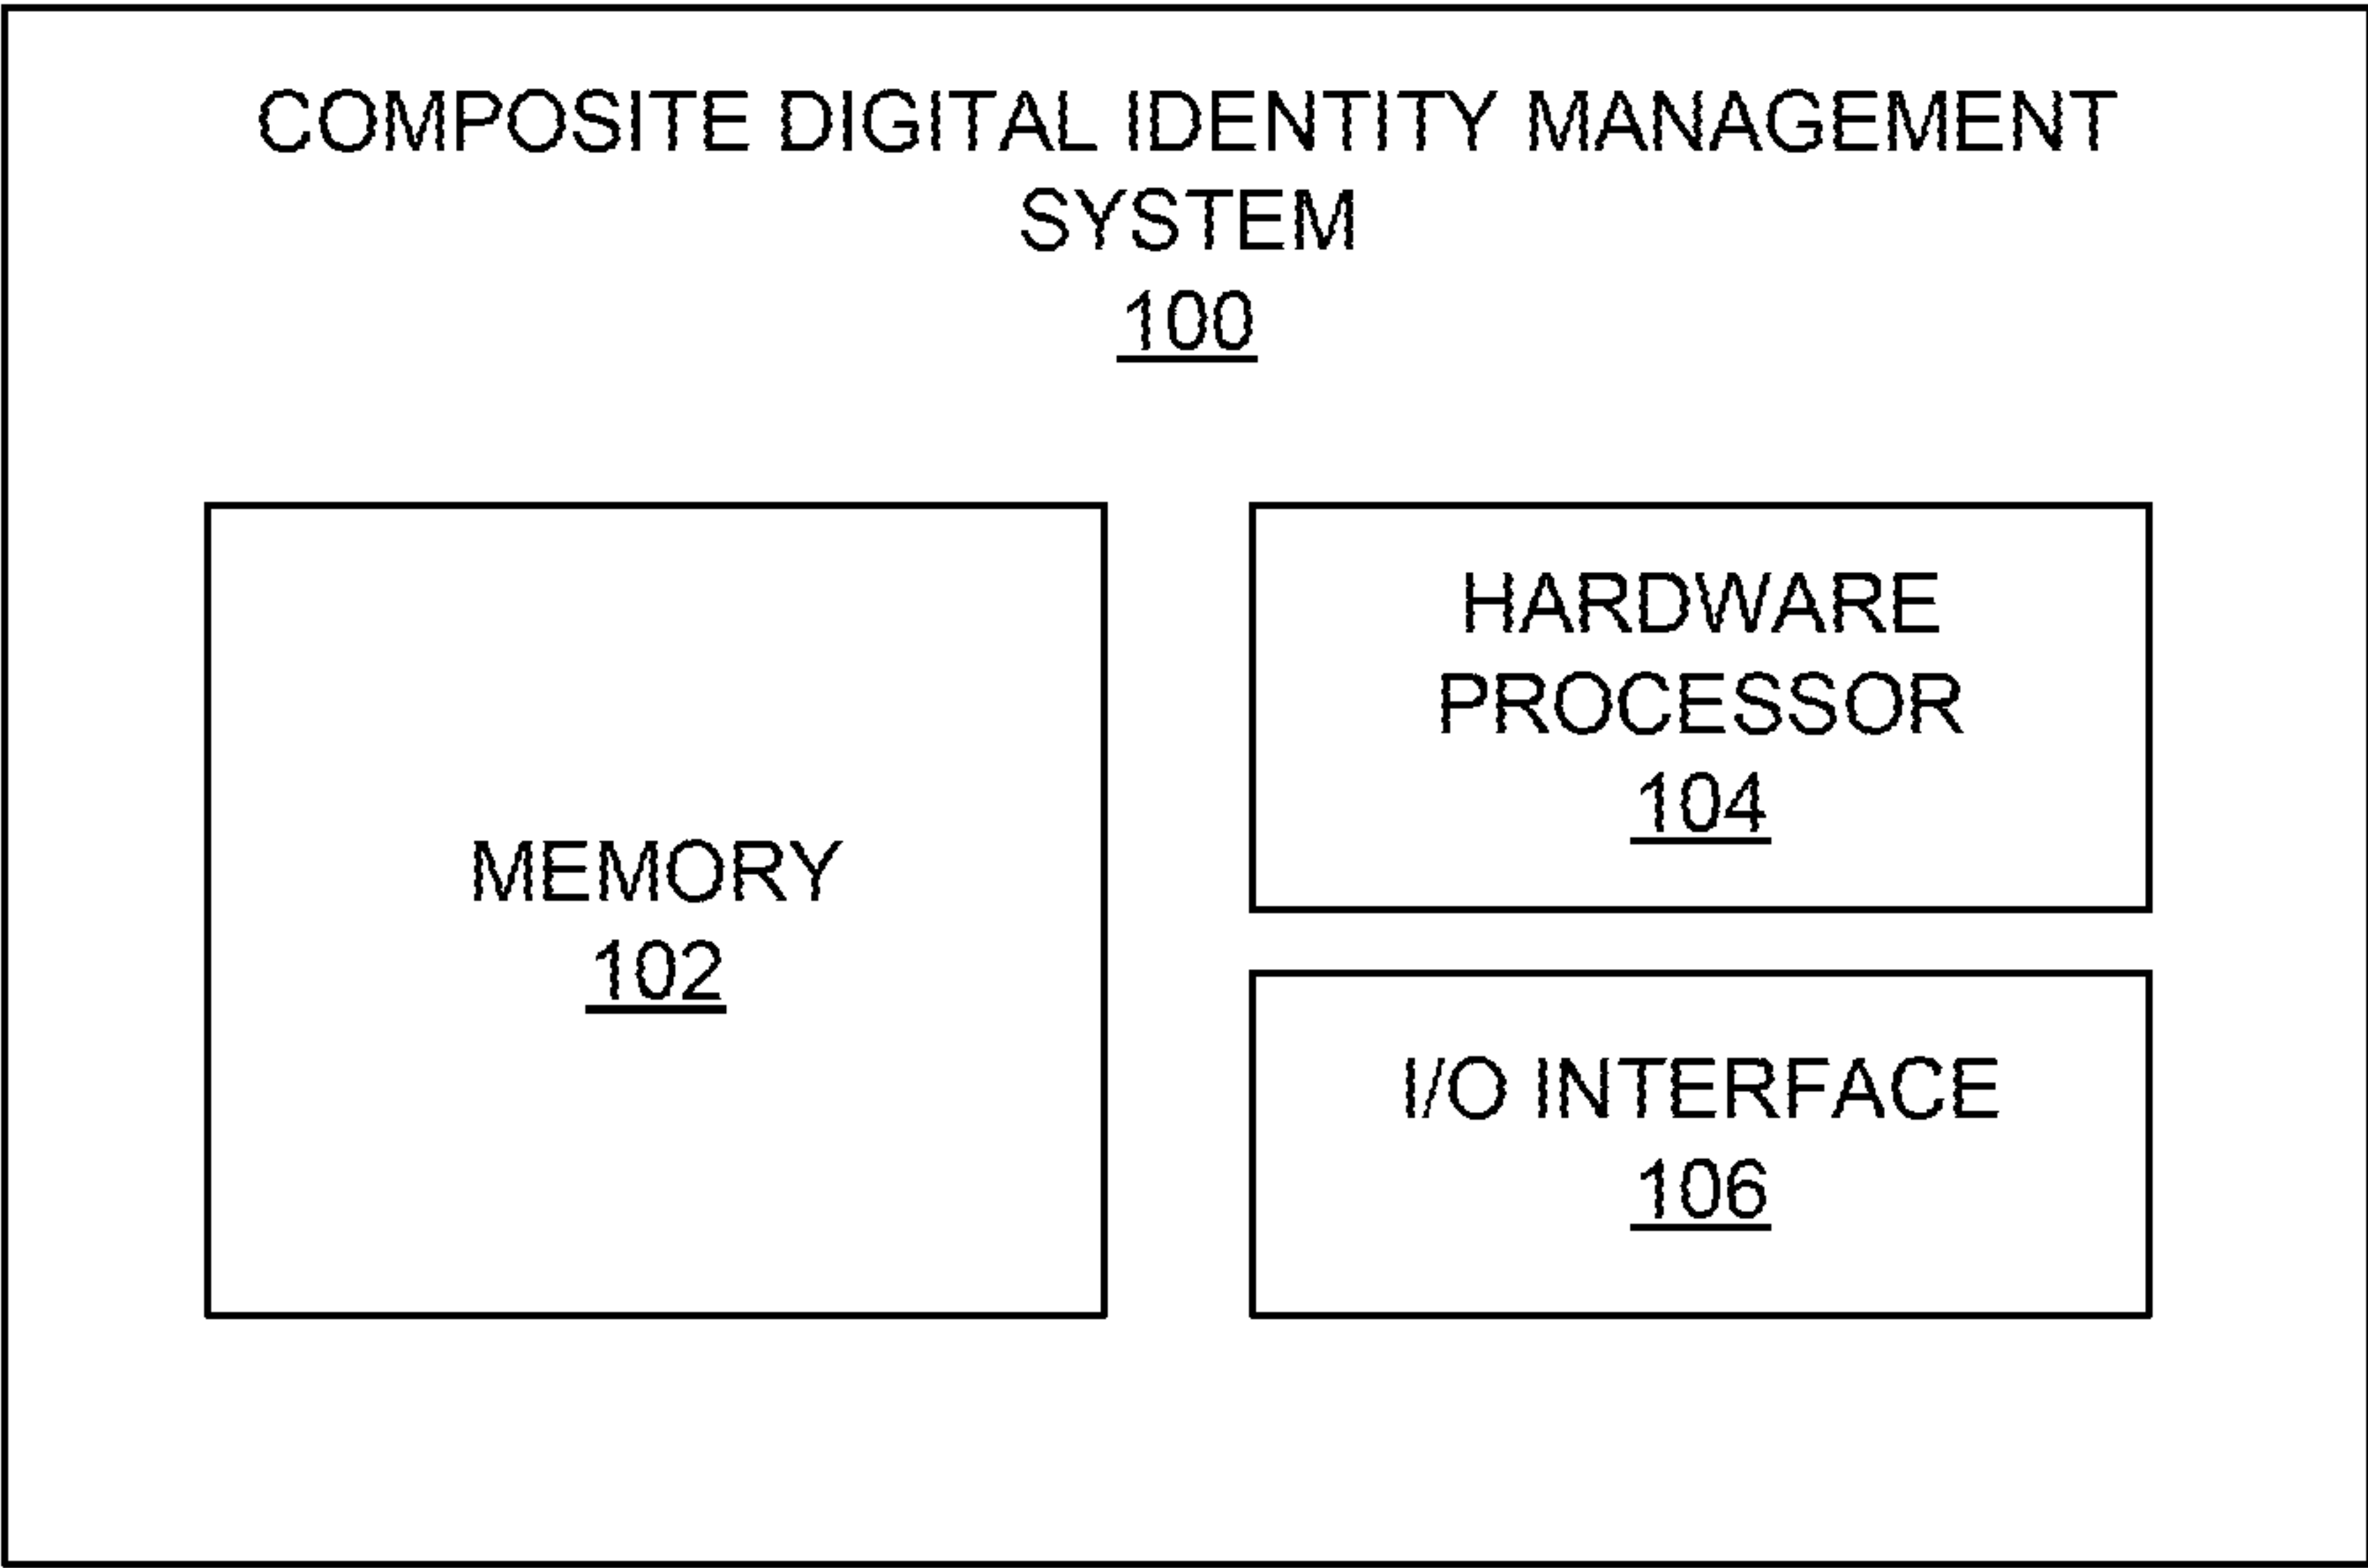 COMPOSITE DIGITAL IDENTITY MANAGEMENT
SYSTEM
100
MEMORY
102
HARDWARE
PROCESSOR
104
I/O INTERFACE
106